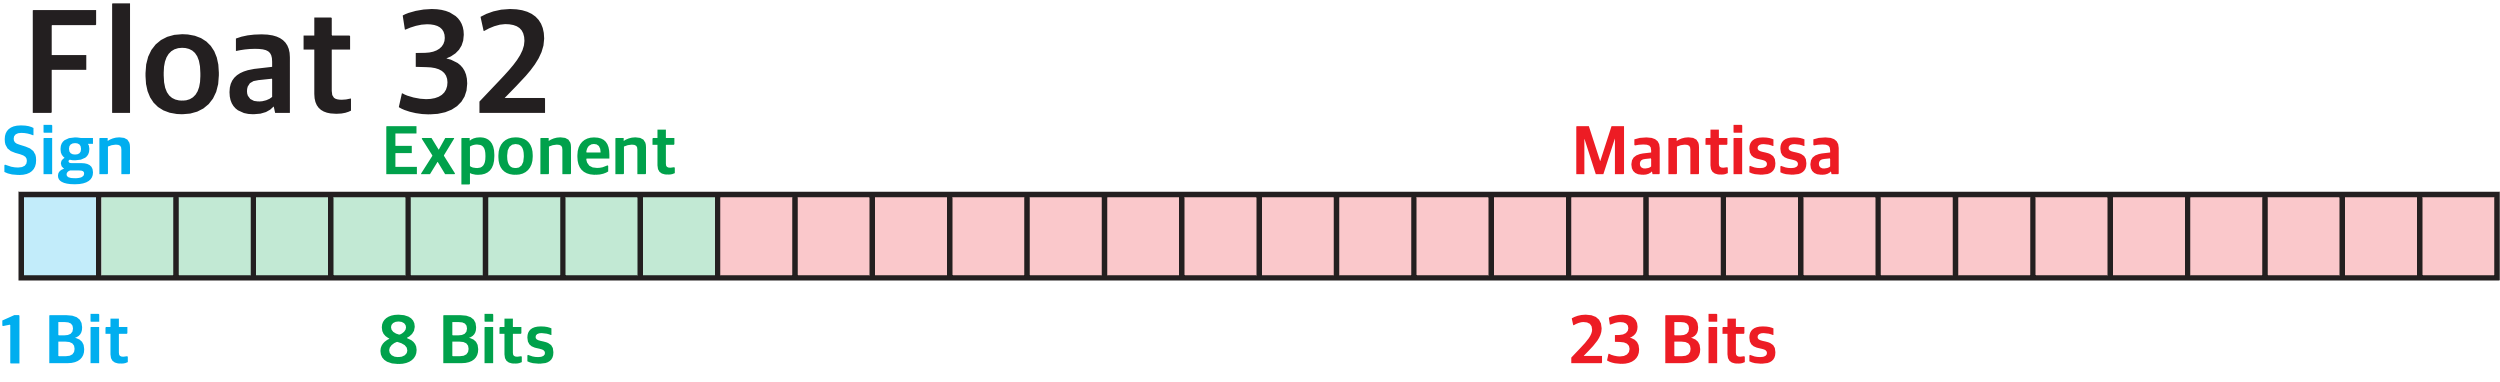 Float 32
Sign Exponent Mantissa
1 Bit 8 Bits 23 Bits